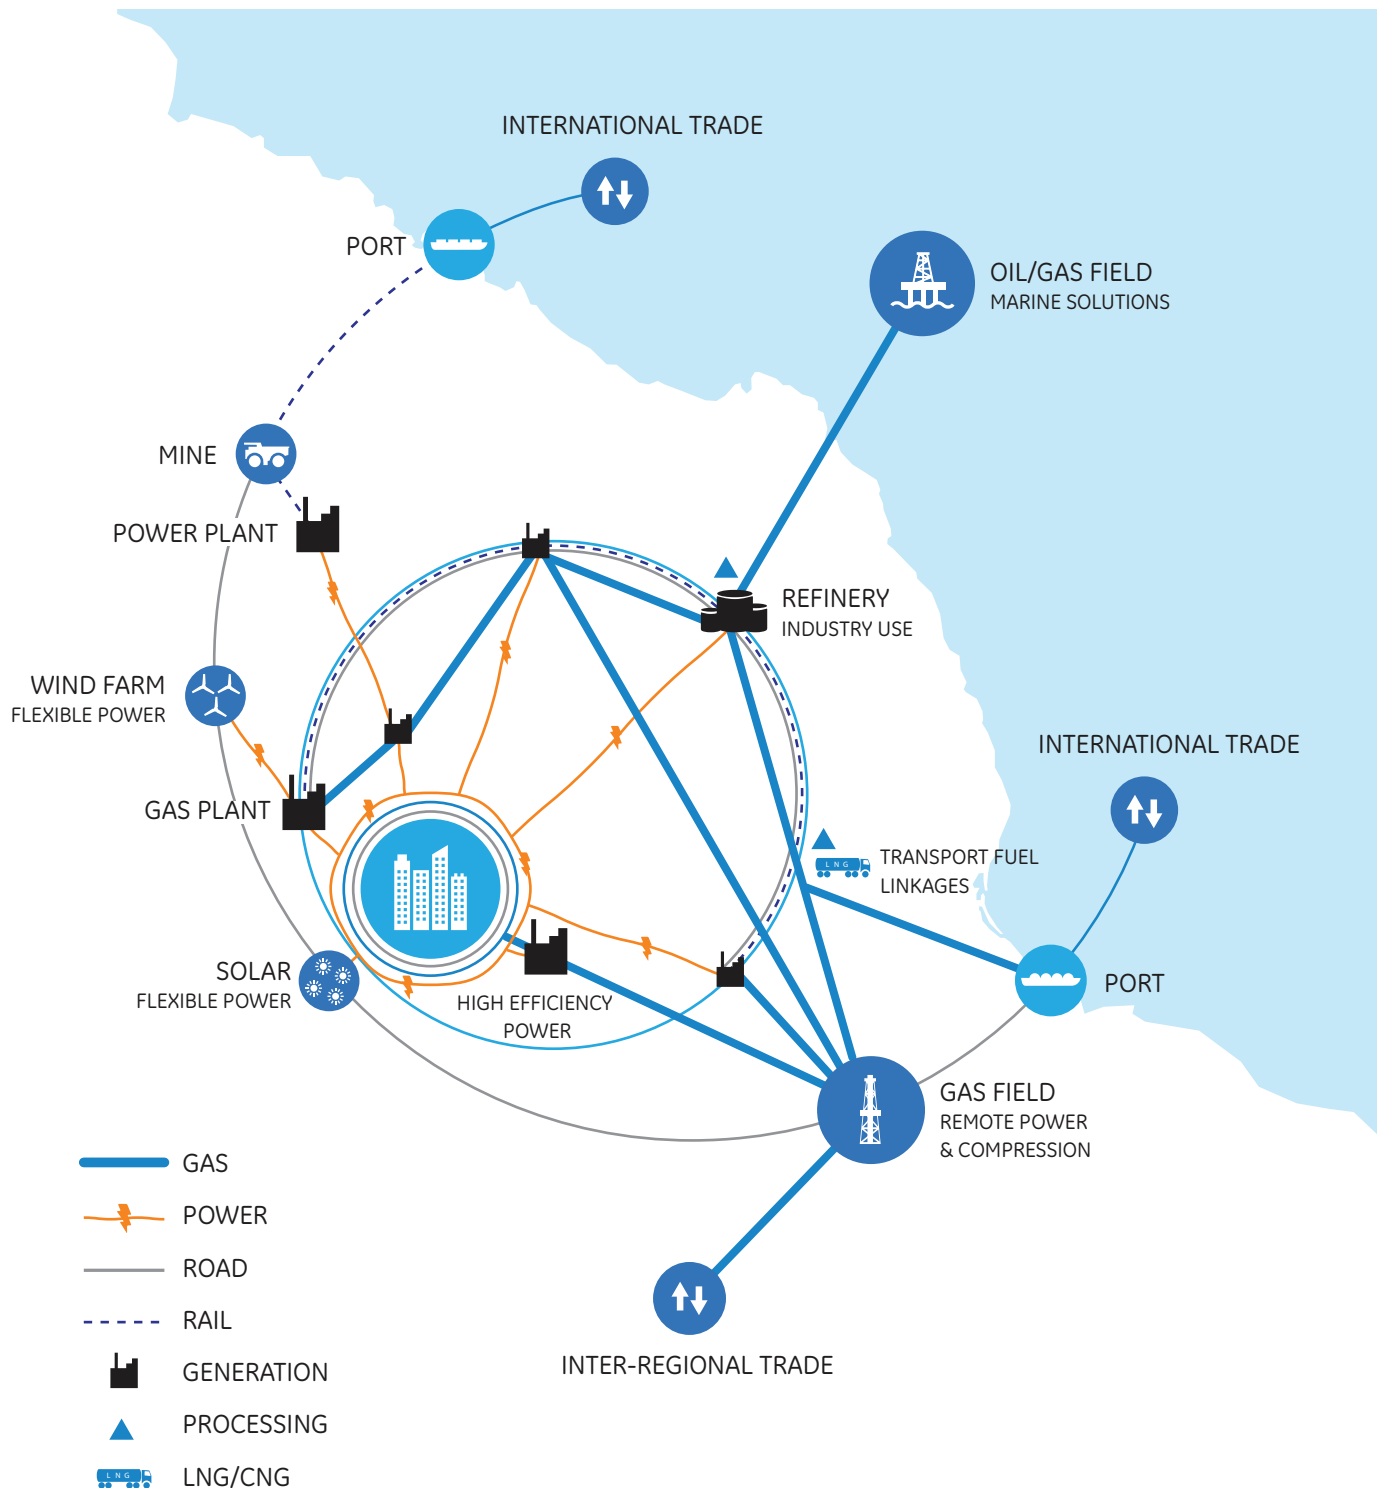 INTERNATIONAL TRADE
PORT
OIL/GAS FIELD
MARINE SOLUTIONS
MINE
POWER PLANT
REFINERY
INDUSTRY USE
WIND FARM
FLEXIBLE POWER
INTERNATIONAL TRADE
GAS PLANT
LNG
TRANSPORT FUEL
LINKAGES
SOLAR
FLEXIBLE POWER
PORT
HIGH EFFICIENCY
POWER
GAS FIELD
REMOTE POWER
& COMPRESSION
GAS
POWER
ROAD
RAIL
INTER-REGIONAL TRADE
GENERATION
PROCESSING
LNG
LNG/CNG